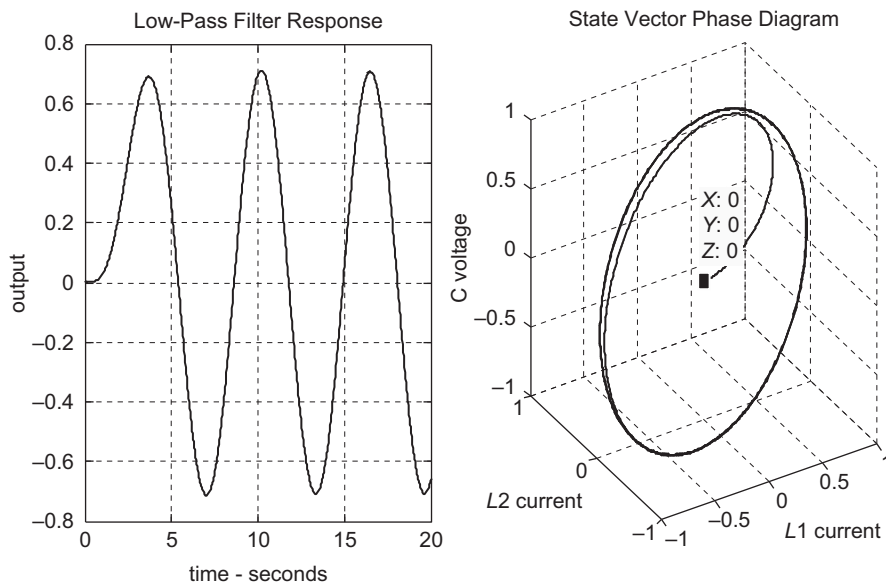 Low-Pass Filter Response
0.8
0.6
0.4
0.2
0
–0.2
–0.4
–0.6
–0.8
output
0 5 10 15 20
time - seconds
State Vector Phase Diagram
1
0.5
0
–0.5
–1
C voltage
X: 0
Y: 0
Z: 0
1
0
–1
L2 current
–1
–0.5
0
0.5
L1 current